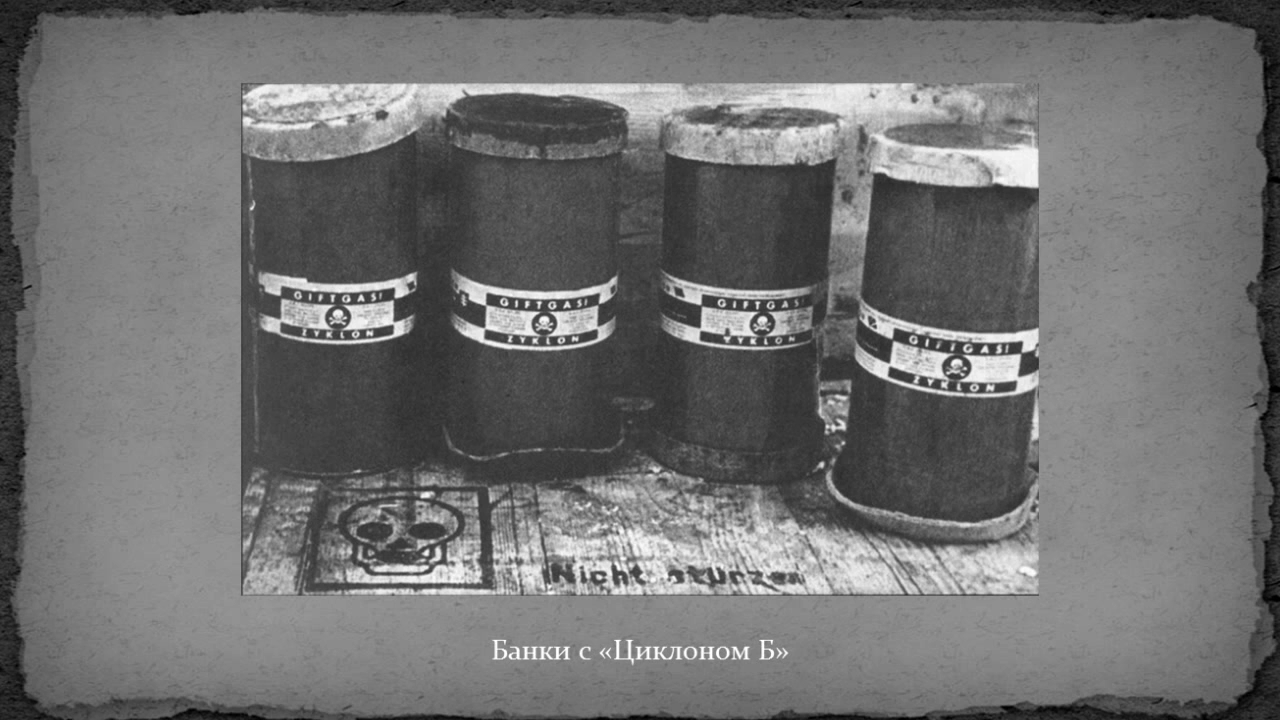 GIFTGAS!
ZYKLON
GIFTGAS!
ZYKLON
GIFTGAS!
ZYKLON
GIFTGAS!
ZYKLON
Nicht stürzen
Банки с «Циклоном Б»